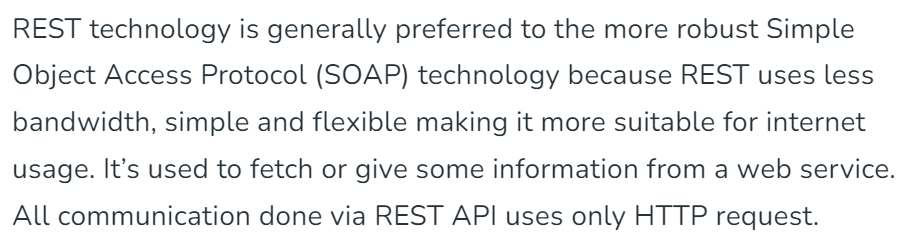 REST technology is generally preferred to the more robust Simple
Object Access Protocol (SOAP) technology because REST uses less
bandwidth, simple and flexible making it more suitable for internet
usage. It’s used to fetch or give some information from a web service.
All communication done via REST API uses only HTTP request.